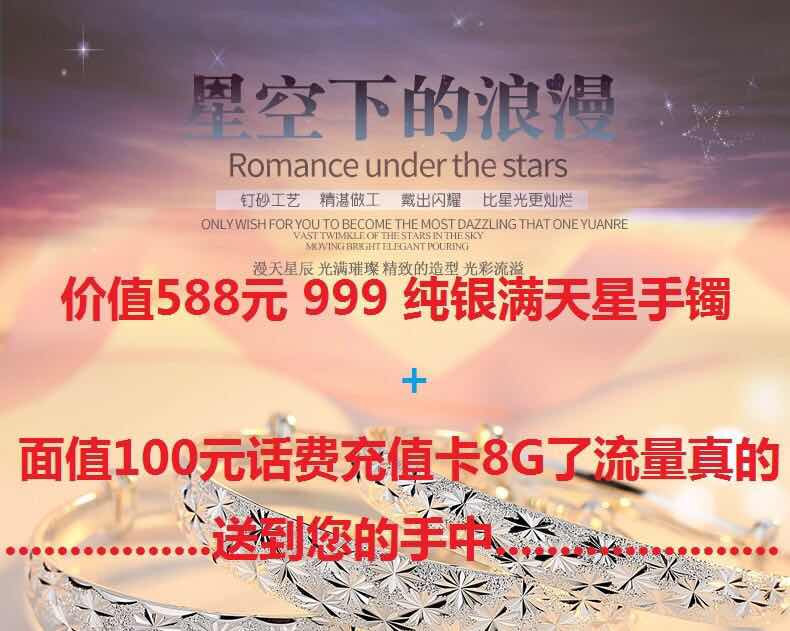 星空下的浪漫
Romance under the stars
钉砂工艺 精湛做工 戴出闪耀 比星光更灿烂
ONLY WISH FOR YOU TO BECOME THE MOST DAZZLING THAT ONE YUANRE
VAST TWIMKLE OF THE STARS IN THE SKY
MOVING BRIGHT ELEGANT POURING
漫天星辰 光满璀璨 精致的造型 光彩流溢
价值588元 999 纯银满天星手镯
+
面值100元话费充值卡8G了流量真的
................送到您的手中......................